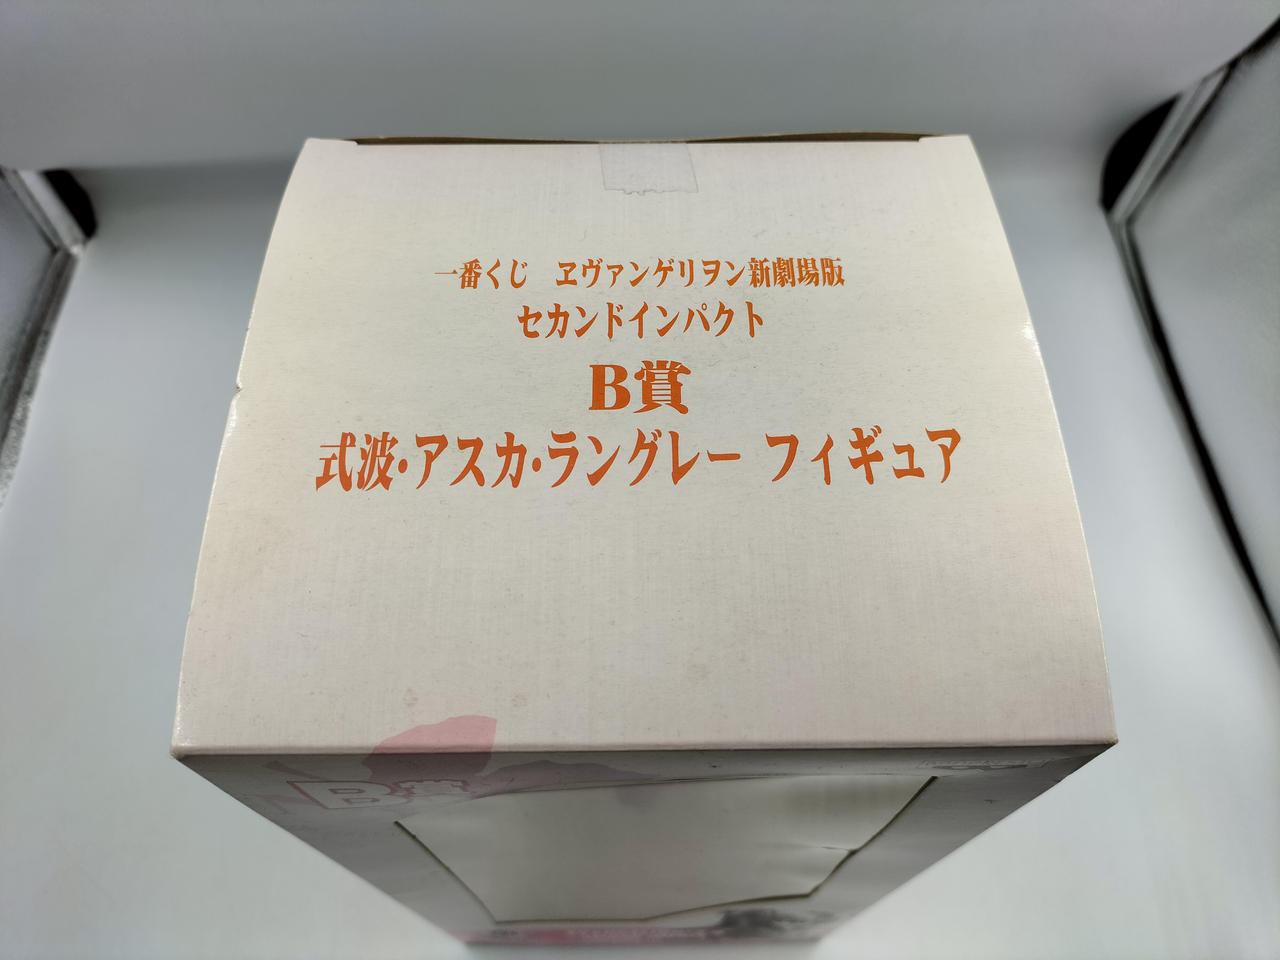 一番くじ　ヱヴァンゲリヲン新劇場版
セカンドインパクト
B賞
式波・アスカ・ラングレー フィギュア
B賞